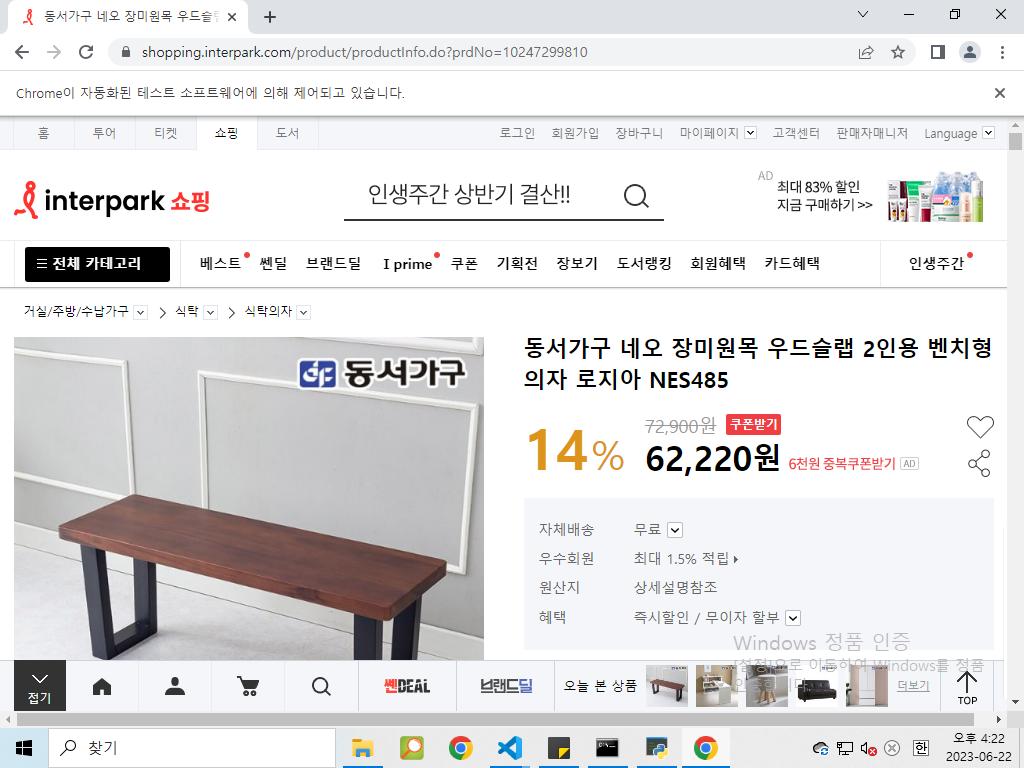 동서가구 네오 장미원목 우드슬랩
shopping.interpark.com/product/productInfo.do?prdNo=10247299810
Chrome이 자동화된 테스트 소프트웨어에 의해 제어되고 있습니다.
홈 투어 티켓 쇼핑 도서 로그인 회원가입 장바구니 마이페이지 고객센터 판매자매니저 Language
interpark 쇼핑 인생주간 상반기 결산!! AD 최대 83% 할인
지금 구매하기 >>
전체 카테고리 베스트 쎈딜 브랜드딜 I prime 쿠폰 기획전 장보기 도서랭킹 회원혜택 카드혜택 인생주간
거실/주방/수납가구 식탁 식탁의자
동서가구
동서가구 네오 장미원목 우드슬랩 2인용 벤치형
의자 로지아 NES485
14% 72,900원 쿠폰받기
62,220원 6천원 중복쿠폰받기 AD
자체배송 무료
우수회원 최대 1.5% 적립
원산지 상세설명참조
혜택 즉시할인 / 무이자 할부
Windows 정품 인증
[설정]으로 이동하여 Windows를 정품
접기 쎈DEAL 브랜드딜 오늘 본 상품 더보기 TOP
찾기 한 오후 4:22
2023-06-22